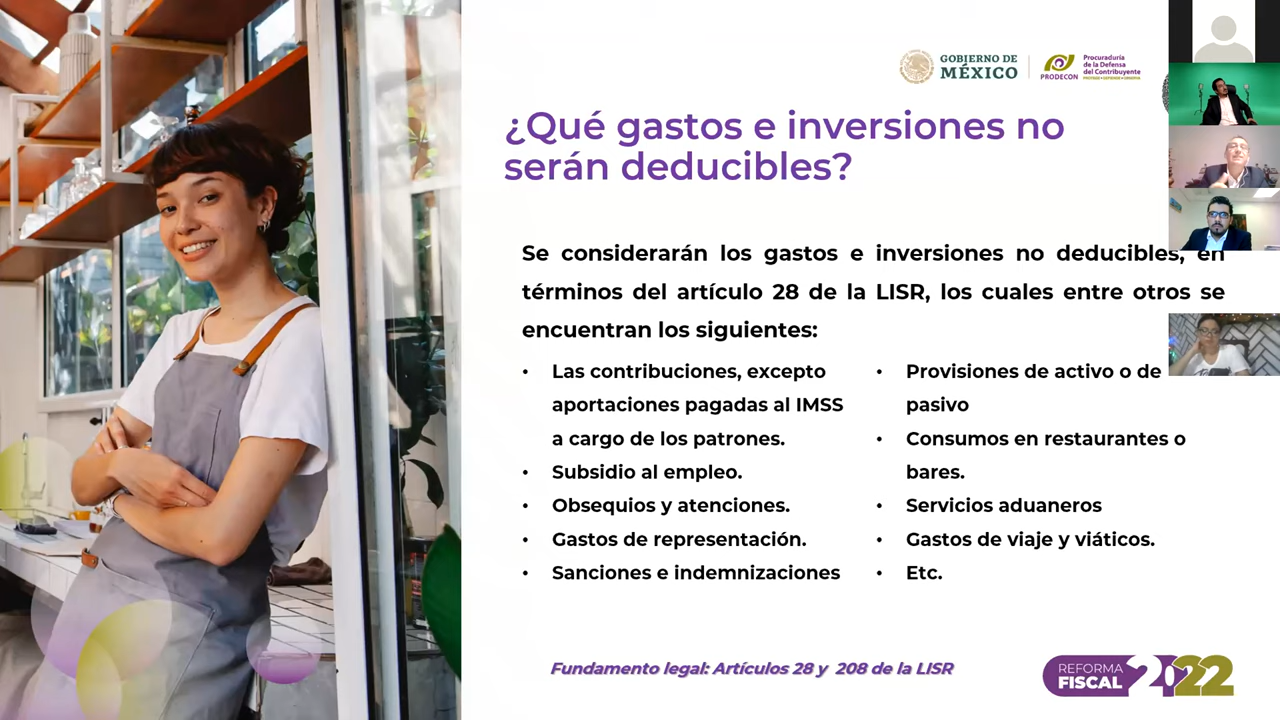 GOBIERNO DE
MÉXICO
PRODECON
Procuraduría
de la Defensa
del Contribuyente
¿Qué gastos e inversiones no
serán deducibles?
Se considerarán los gastos e inversiones no deducibles, en
términos del artículo 28 de la LISR, los cuales entre otros se
encuentran los siguientes:
• Las contribuciones, excepto
aportaciones pagadas al IMSS
a cargo de los patrones.
• Subsidio al empleo.
• Obsequios y atenciones.
• Gastos de representación.
• Sanciones e indemnizaciones
• Provisiones de activo o de
pasivo
• Consumos en restaurantes o
bares.
• Servicios aduaneros
• Gastos de viaje y viáticos.
• Etc.
Fundamento legal: Artículos 28 y 208 de la LISR
REFORMA
FISCAL 2022